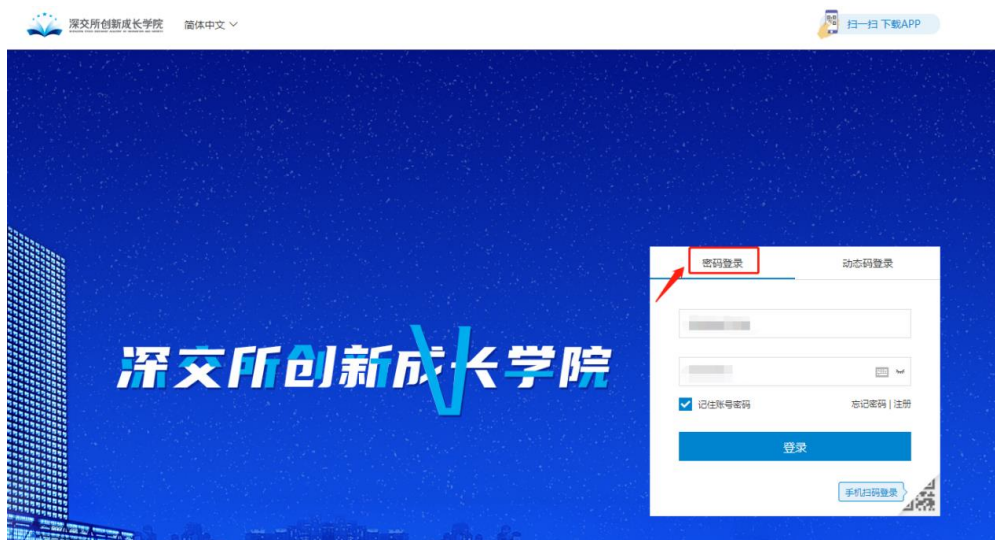 深交所创新成长学院
简体中文
扫一扫 下载APP
密码登录
动态码登录
深交所创新成长学院
记住账号密码
忘记密码 | 注册
登录
手机扫码登录